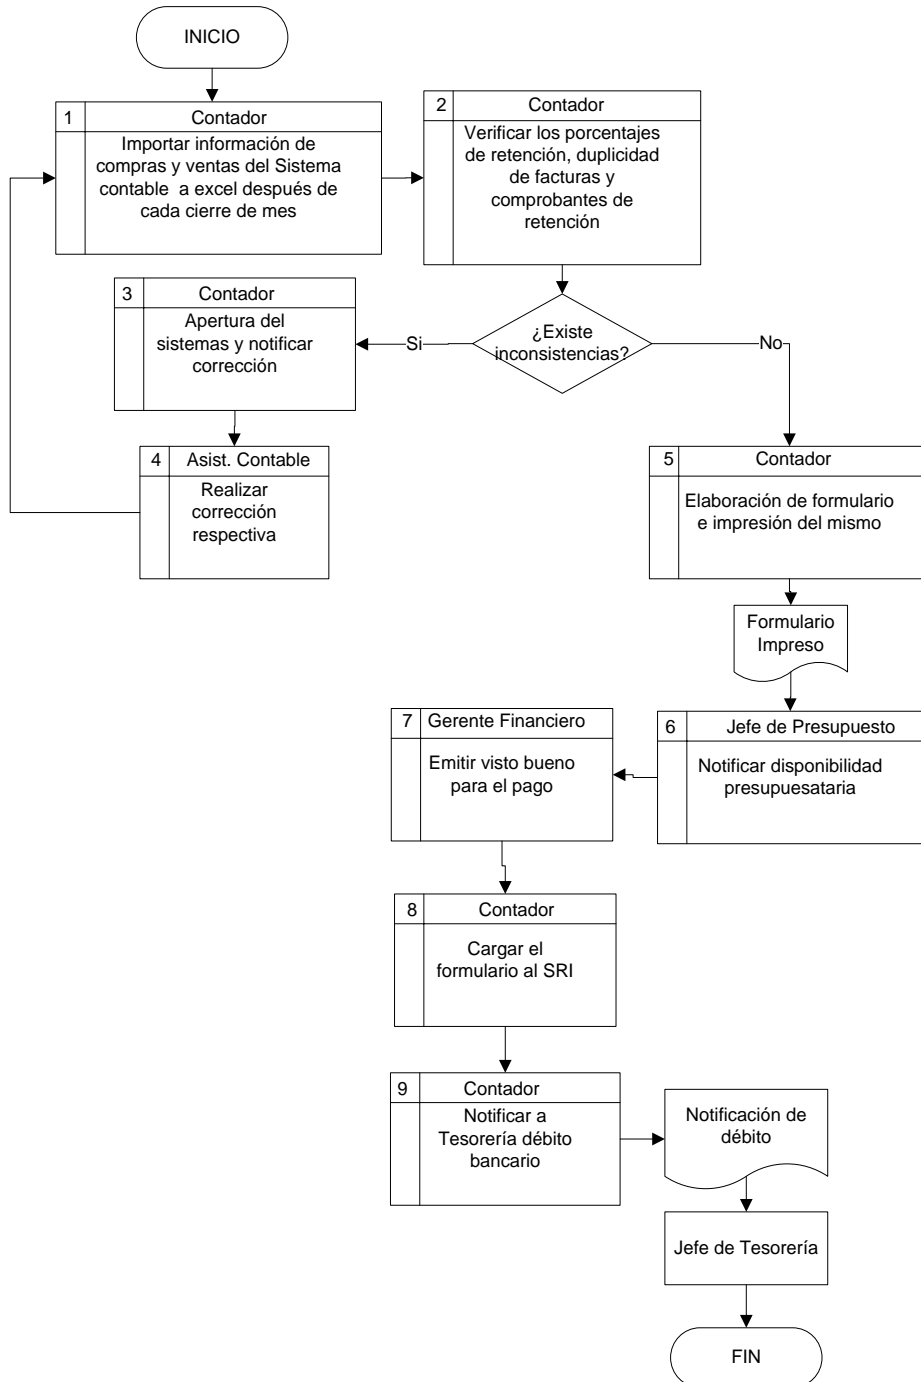 INICIO
1
Contador
Importar información de
compras y ventas del Sistema
contable a excel después de
cada cierre de mes
2
Contador
Verificar los porcentajes
de retención, duplicidad
de facturas y
comprobantes de
retención
¿Existe
inconsistencias?
Si
No
3
Contador
Apertura del
sistemas y notificar
corrección
4
Asist. Contable
Realizar
corrección
respectiva
5
Contador
Elaboración de formulario
e impresión del mismo
Formulario
Impreso
6
Jefe de Presupuesto
Notificar disponibilidad
presupuesataria
7
Gerente Financiero
Emitir visto bueno
para el pago
8
Contador
Cargar el
formulario al SRI
9
Contador
Notificar a
Tesorería débito
bancario
Notificación de
débito
Jefe de Tesorería
FIN